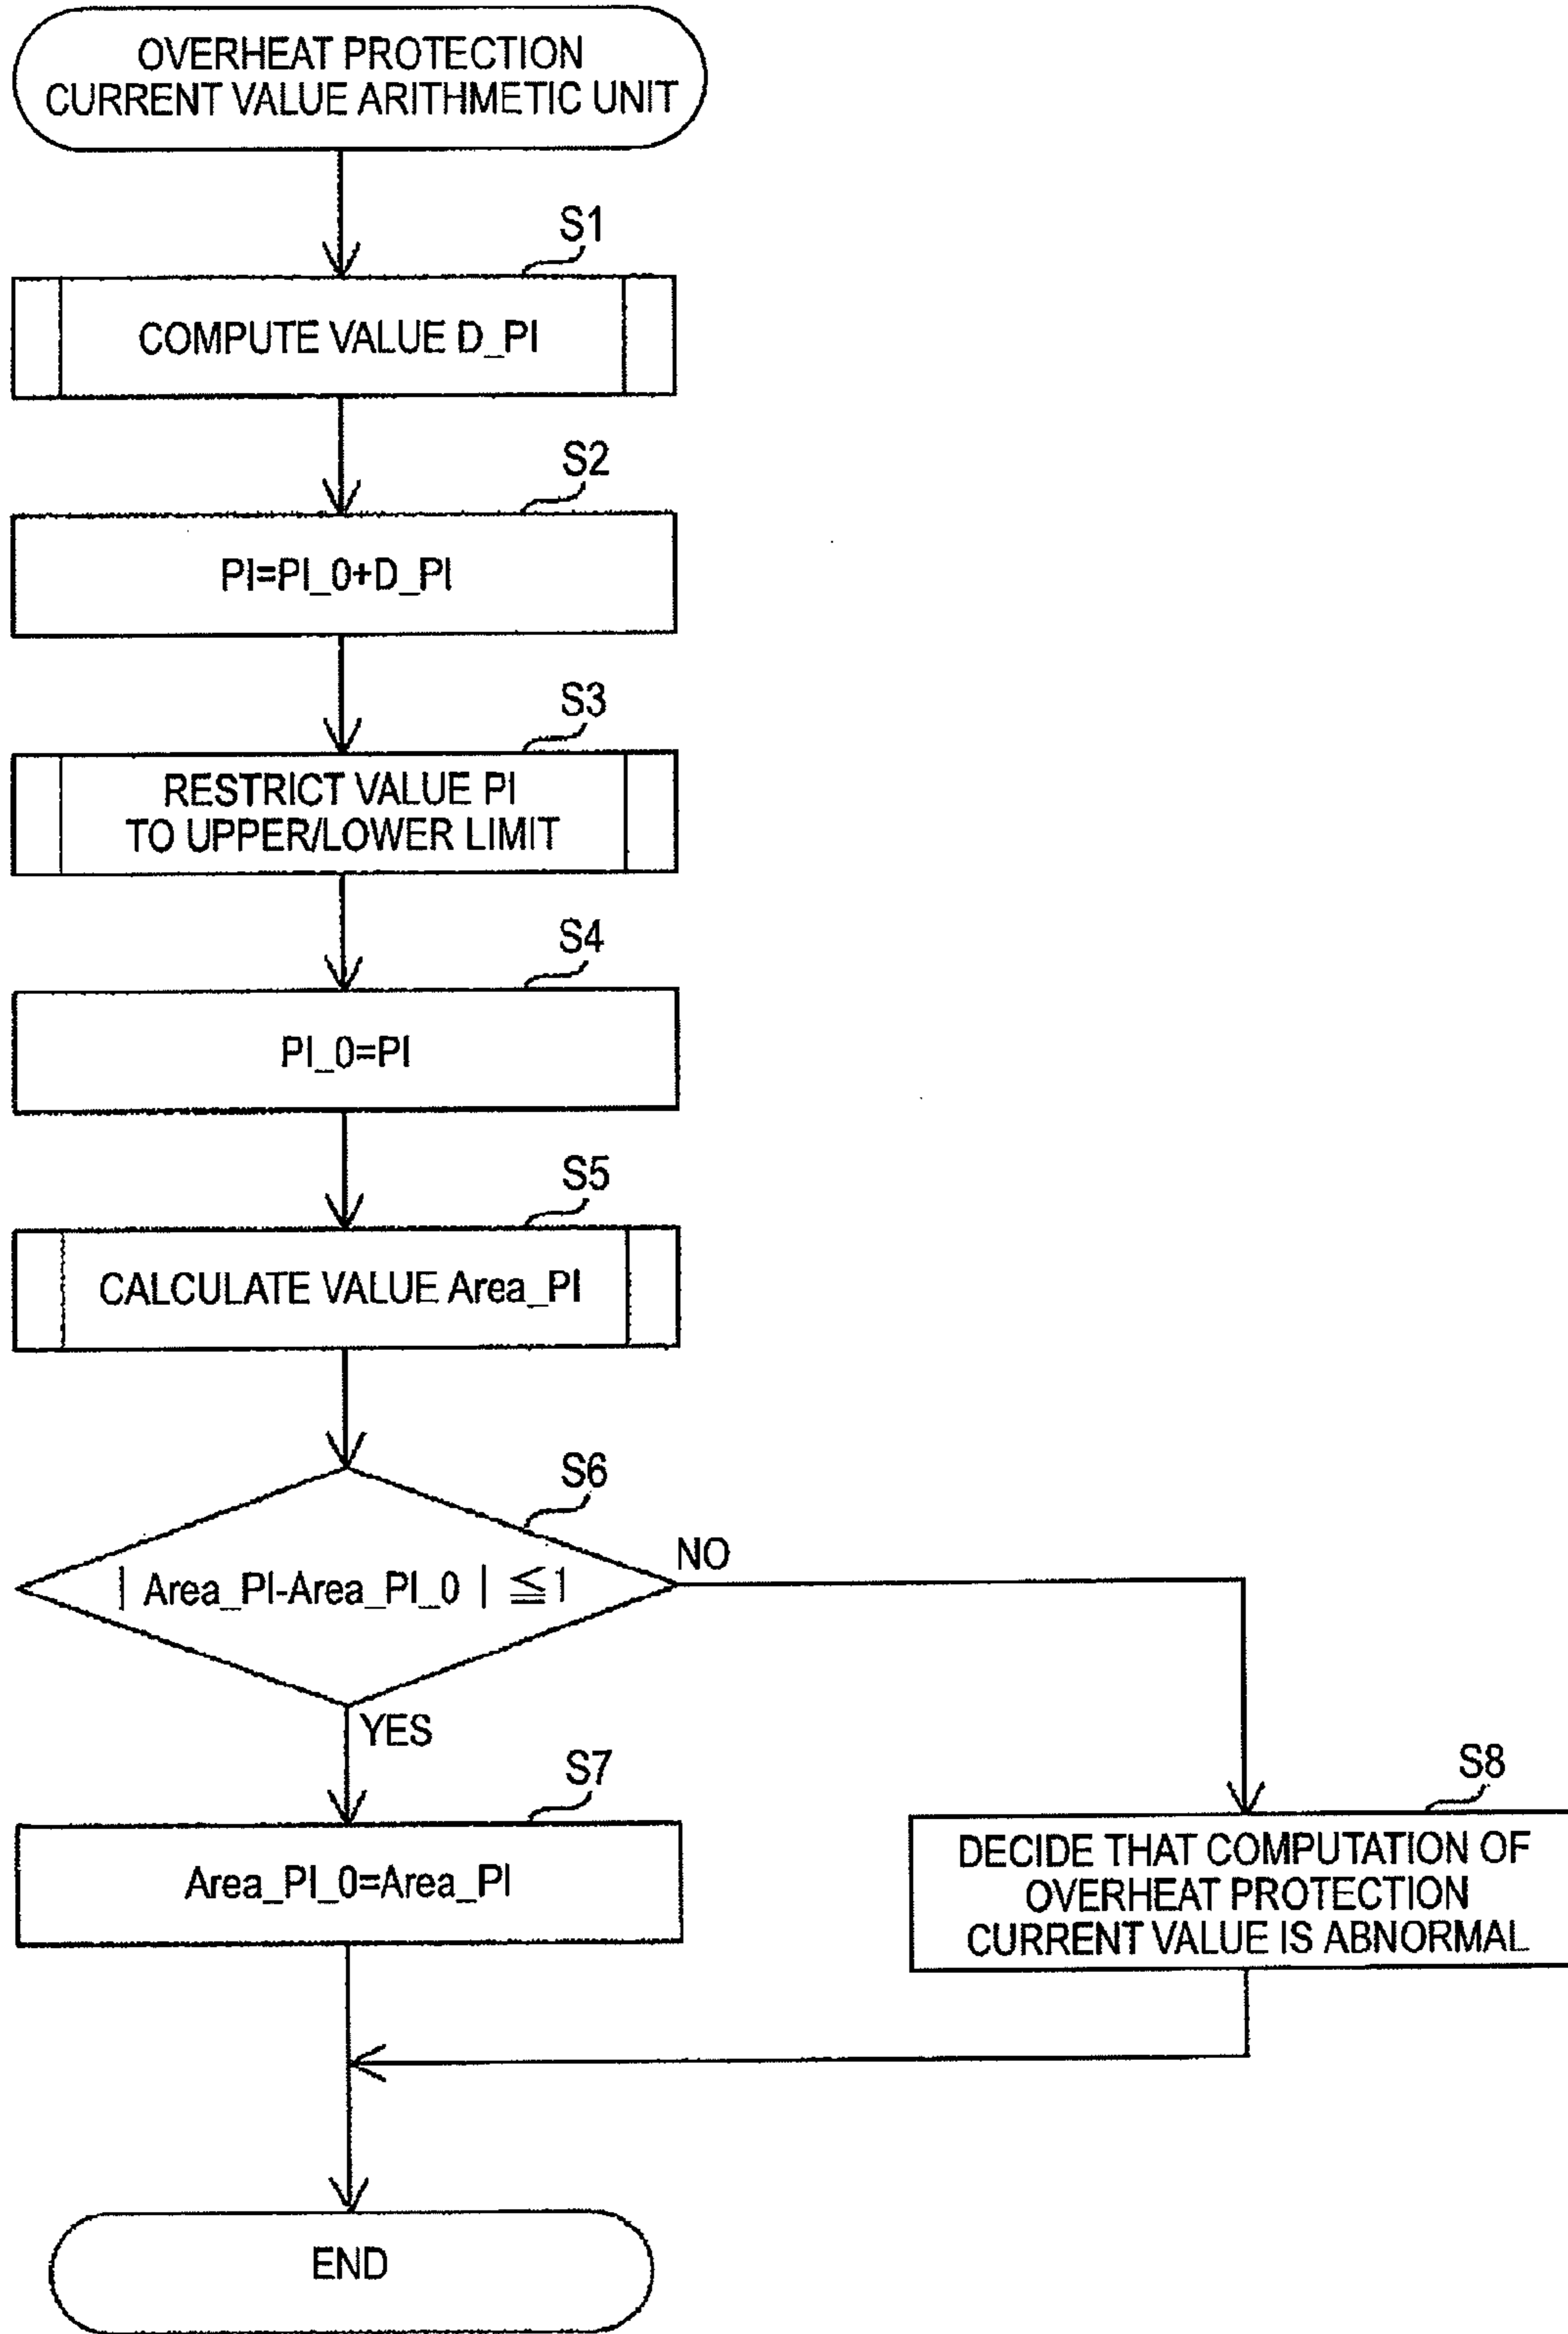 OVERHEAT PROTECTION
CURRENT VALUE ARITHMETIC UNIT
S1
COMPUTE VALUE D_PI
S2
PI=PI_0+D_PI
S3
RESTRICT VALUE PI
TO UPPER/LOWER LIMIT
S4
PI_0=PI
S5
CALCULATE VALUE Area_PI
S6
| Area_PI-Area_PI_0 | ≦1
NO
YES
S7
Area_PI_0=Area_PI
S8
DECIDE THAT COMPUTATION OF
OVERHEAT PROTECTION
CURRENT VALUE IS ABNORMAL
END